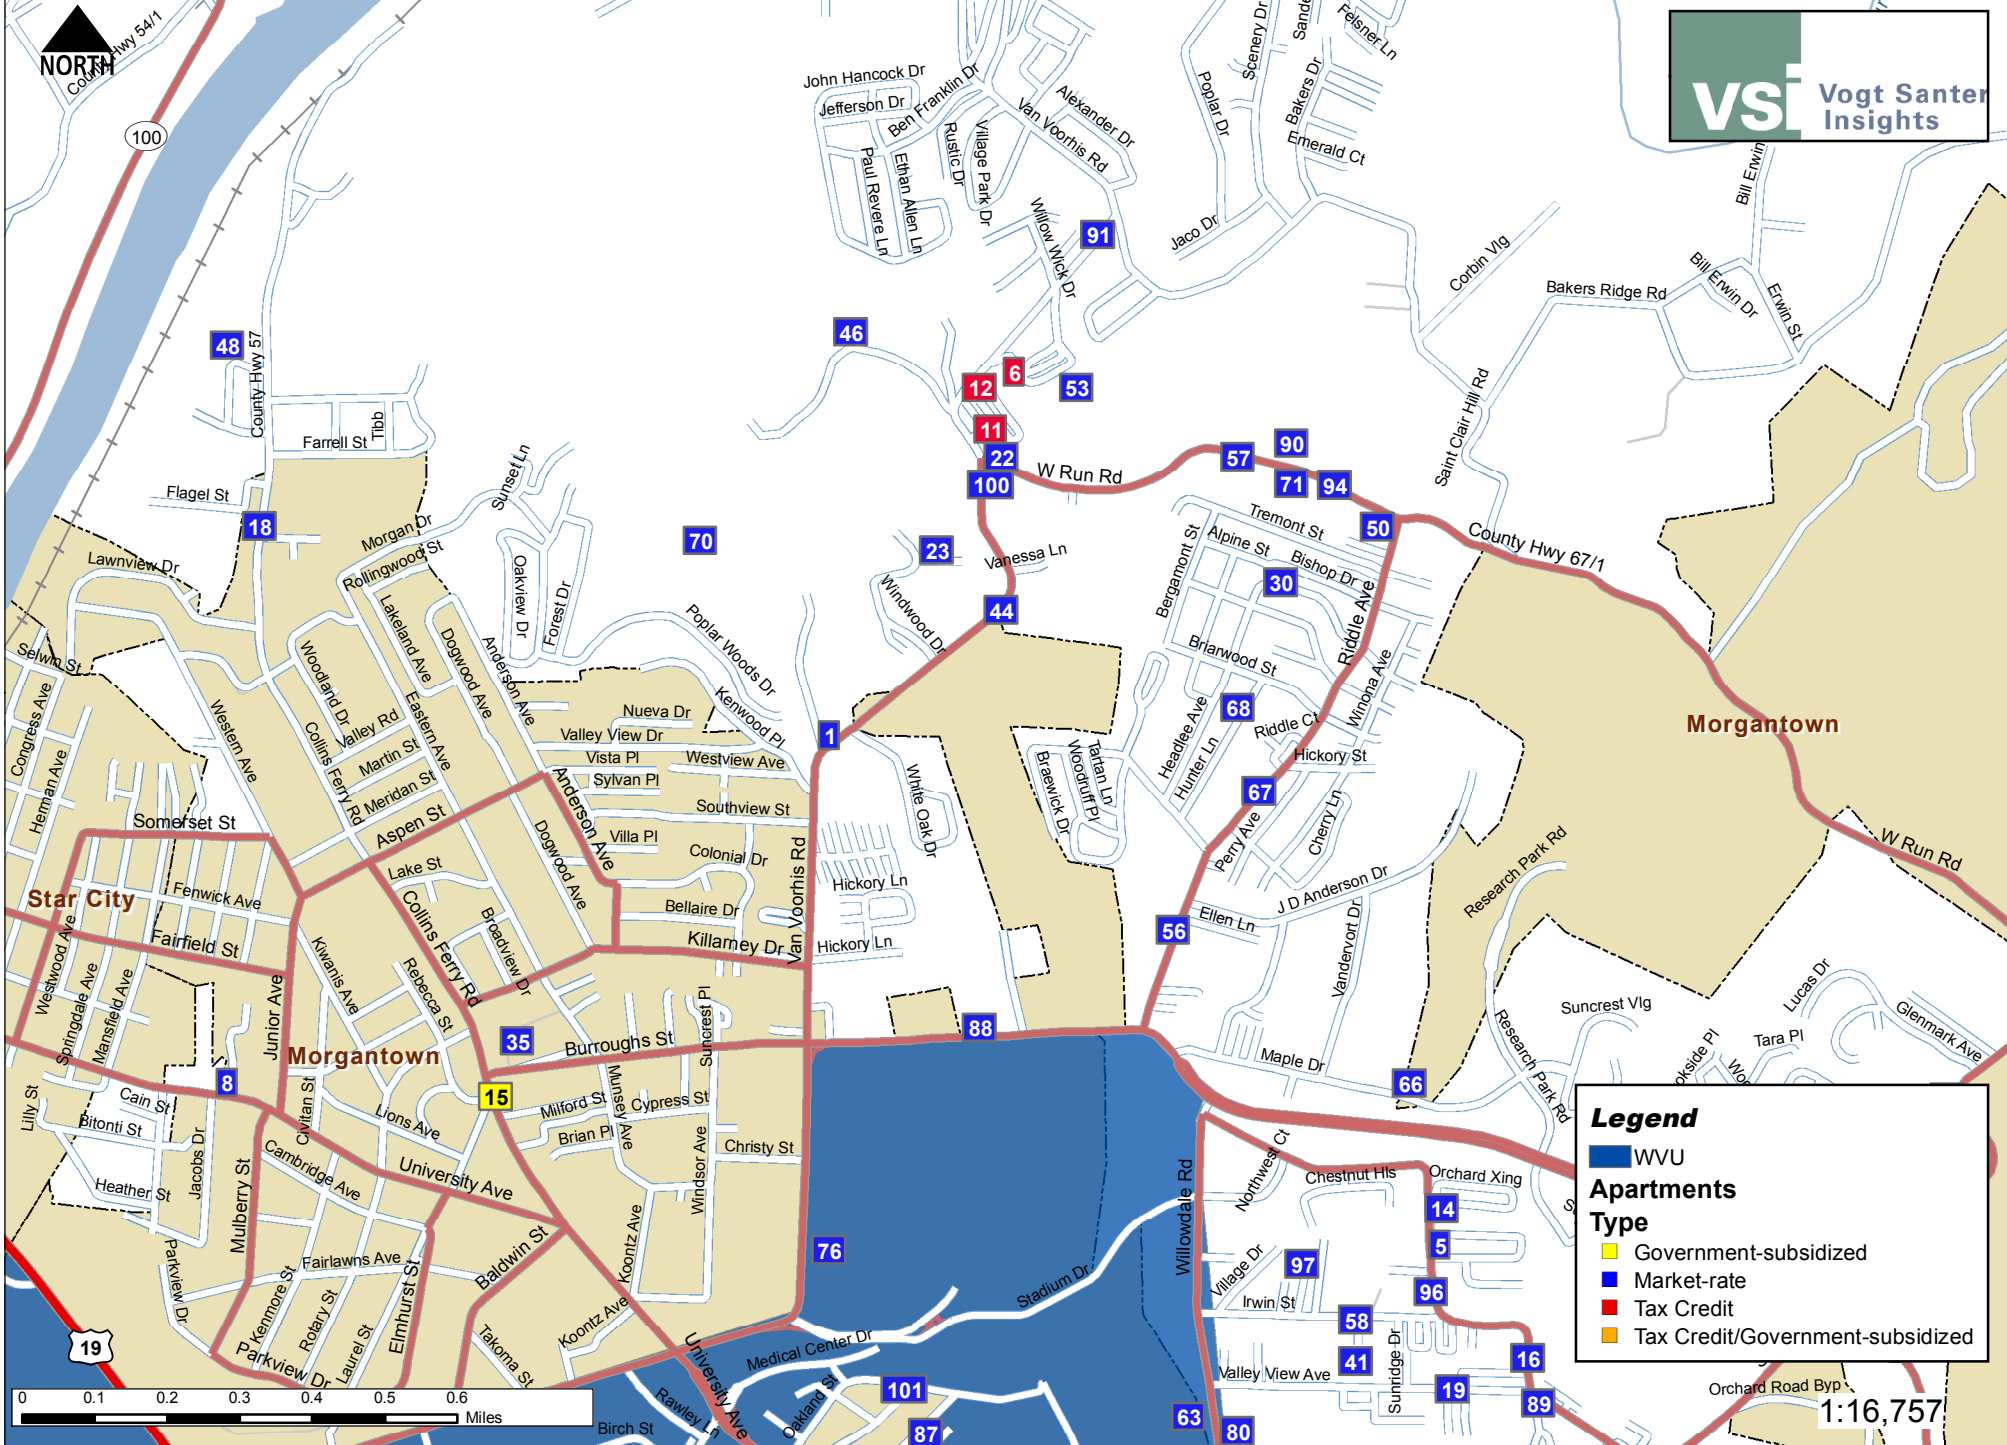 NORTH
County Hwy 54/1
100
John Hancock Dr
Jefferson Dr
Ben Franklin Dr
Paul Revere Ln
Ethan Allen Ln
Rustic Dr
Village Park Dr
Van Voorhis Rd
Alexander Dr
Willow Wick Dr
Poplar Dr
Scenery Dr
Bakers Dr
Felsner Ln
Emerald Ct
Jaco Dr
vsi Vogt Santer
Insights
Bill Erwin
Corbin Vlg
Bakers Ridge Rd
Bill Erwin Dr
Erwin St
Saint Clair Hill Rd
91
46
48
6
12
53
11
22
100
W Run Rd
57
90
71
94
50
County Hwy 67/1
County Hwy 57
Farrell St
Tibb
Flagel St
18
Sunset Ln
Morgan Dr
Rollingwood St
Lawnview Dr
Oakview Dr
Forest Dr
70
23
Vanessa Ln
44
Windwood Dr
Tremont St
Alpine St
Bishop Dr
30
Bergamont St
Riddle Ave
Briarwood St
Winona Ave
68
Riddle Ct
Headlee Ave
Hunter Ln
Hickory St
67
Perry Ave
Cherry Ln
Selwin St
Congress Ave
Herman Ave
Western Ave
Woodland Dr
Collins Ferry Rd
Valley Rd
Martin St
Meridan St
Eastern Ave
Lakeland Ave
Dogwood Ave
Anderson Ave
Poplar Woods Dr
Kenwood Pl
Nueva Dr
Valley View Dr
Vista Pl
Westview Ave
Sylvan Pl
Southview St
Villa Pl
Colonial Dr
Bellaire Dr
Killarney Dr
1
White Oak Dr
Van Voorhis Rd
Hickory Ln
Hickory Ln
Braewick Dr
Woodruff Pl
Tartan Ln
Morgantown
W Run Rd
Research Park Rd
J D Anderson Dr
Ellen Ln
Vandervort Dr
56
Somerset St
Aspen St
Anderson Ave
Dogwood Ave
Lake St
Star City
Fenwick Ave
Fairfield St
Westwood Ave
Springdale Ave
Mansfield Ave
Junior Ave
Kiwanis Ave
Collins Ferry Rd
Rebecca St
Broadview Dr
Morgantown
35
Burroughs St
Suncrest Pl
88
Maple Dr
66
Suncrest Vlg
Research Park Rd
Lucas Dr
Tara Pl
Glenmark Ave
8
15
Lilly St
Cain St
Bitonti St
Jacobs Dr
Heather St
Civitan St
Lions Ave
Cambridge Ave
University Ave
Mulberry St
Milford St
Brian Pl
Munsey Ave
Cypress St
Christy St
Windsor Ave
Koontz Ave
Koontz Ave
Baldwin St
Fairlawns Ave
Parkview Dr
Kenmore St
Rotary St
Laurel St
Elmhurst St
Parkview Dr
Takoma St
University Ave
Rawley Ln
Birch St
Oakland St
Medical Center Dr
Stadium Dr
76
101
87
Willowdale Rd
Northwest Ct
Chestnut Hls
Orchard Xing
14
5
96
97
Village Dr
Irwin St
58
41
Valley View Ave
Sunridge Dr
19
16
89
63
80
Orchard Road Byp
19
0 0.1 0.2 0.3 0.4 0.5 0.6
Miles
Legend
WVU
Apartments
Type
Government-subsidized
Market-rate
Tax Credit
Tax Credit/Government-subsidized
1:16,757